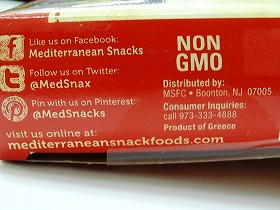 Like us on Facebook:
Mediterranean Snacks
Follow us on Twitter:
@MedSnax
Pin with us on Pinterest:
@MedSnacks
visit us online at:
mediterraneansnackfoods.com
NON
GMO
Distributed by:
MSFC • Boonton, NJ 07005
Consumer Inquiries:
call 973-333-4888
Product of Greece